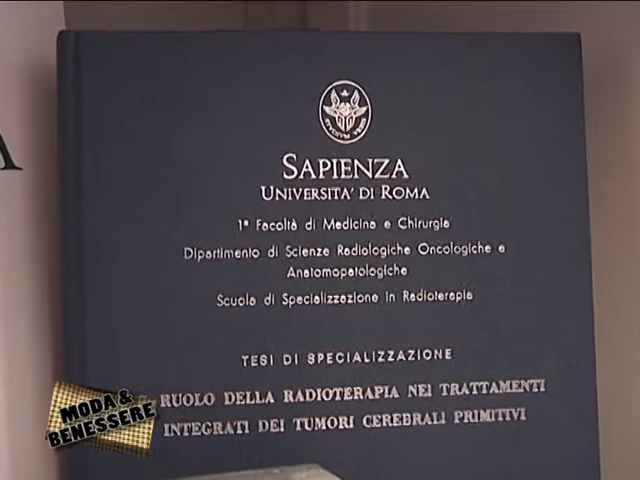 A
SAPIENZA
UNIVERSITA' DI ROMA
1ª Facoltà di Medicina e Chirurgia
Dipartimento di Scienze Radiologiche Oncologiche e
Anatomopatologiche
Scuola di Specializzazione in Radioterapia
TESI DI SPECIALIZZAZIONE
RUOLO DELLA RADIOTERAPIA NEI TRATTAMENTI
INTEGRATI DEI TUMORI CEREBRALI PRIMITIVI
MODA &
BENESSERE